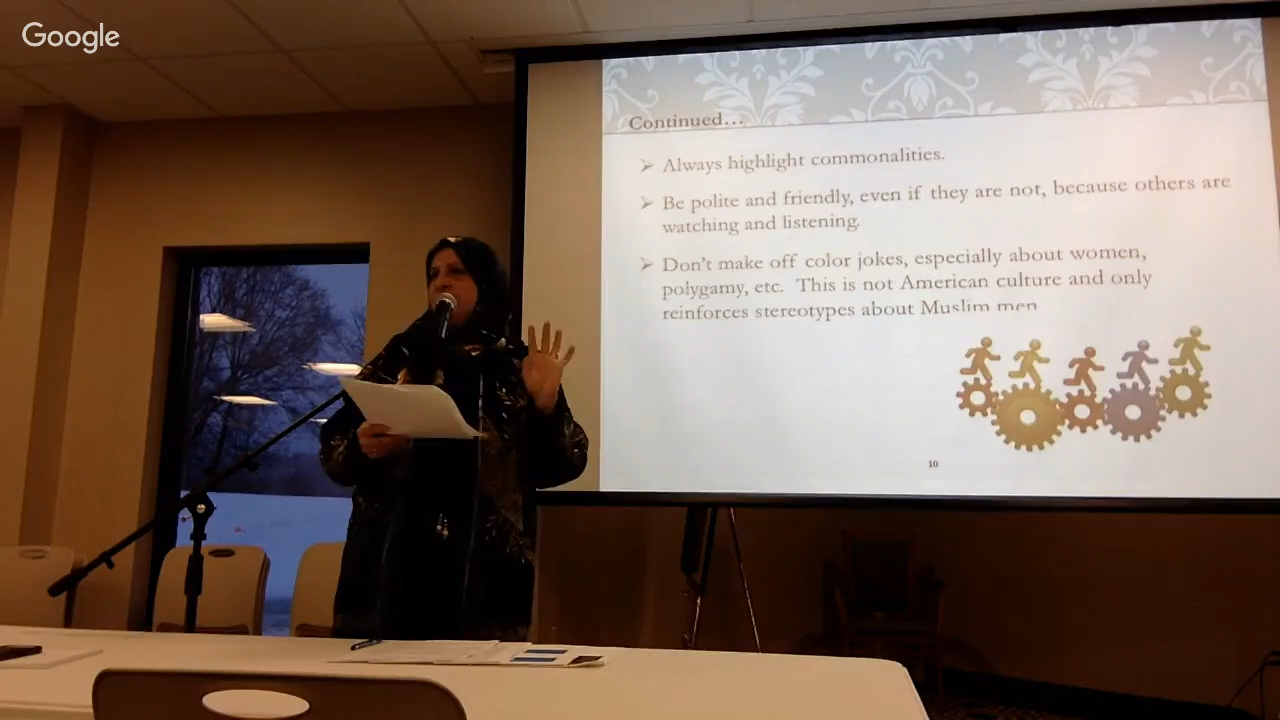 Google
Continued…
Always highlight commonalities.
Be polite and friendly, even if they are not, because others are
watching and listening.
Don't make off color jokes, especially about women,
polygamy, etc. This is not American culture and only
reinforces stereotypes about Muslim men
10